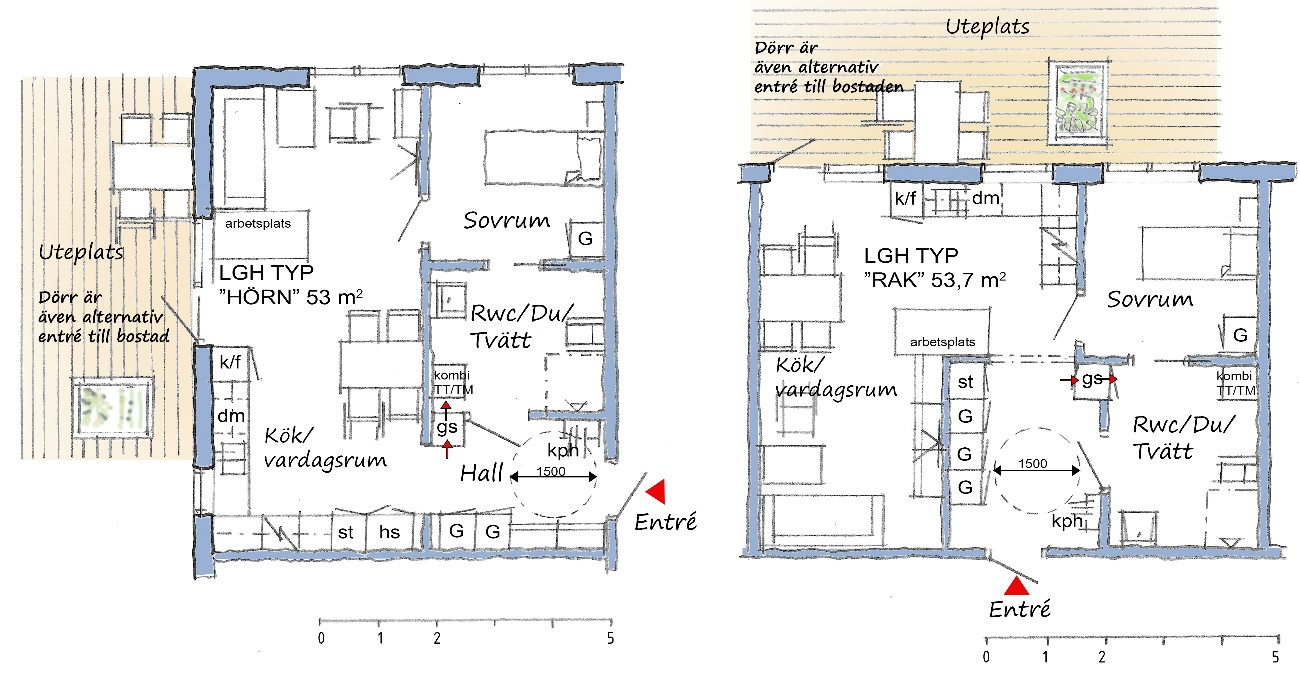 arbetsplats
LGH TYP
"HÖRN" 53 m²
Uteplats
Dörr är
även alternativ
entré till bostad
Sovrum
G
Rwc/Du/
Tvätt
k/f
dm
kombi
TT/TM
gs
Kök/
vardagsrum
Hall
kph
1500
Entré
st
hs
G
G
0
1
2
5
Uteplats
Dörr är
även alternativ
entré till bostaden
k/f
dm
LGH TYP
"RAK" 53,7 m²
Sovrum
G
arbetsplats
Kök/
vardagsrum
st
G
G
G
gs
kombi
TT/TM
Rwc/Du/
Tvätt
1500
kph
Entré
0
1
2
5